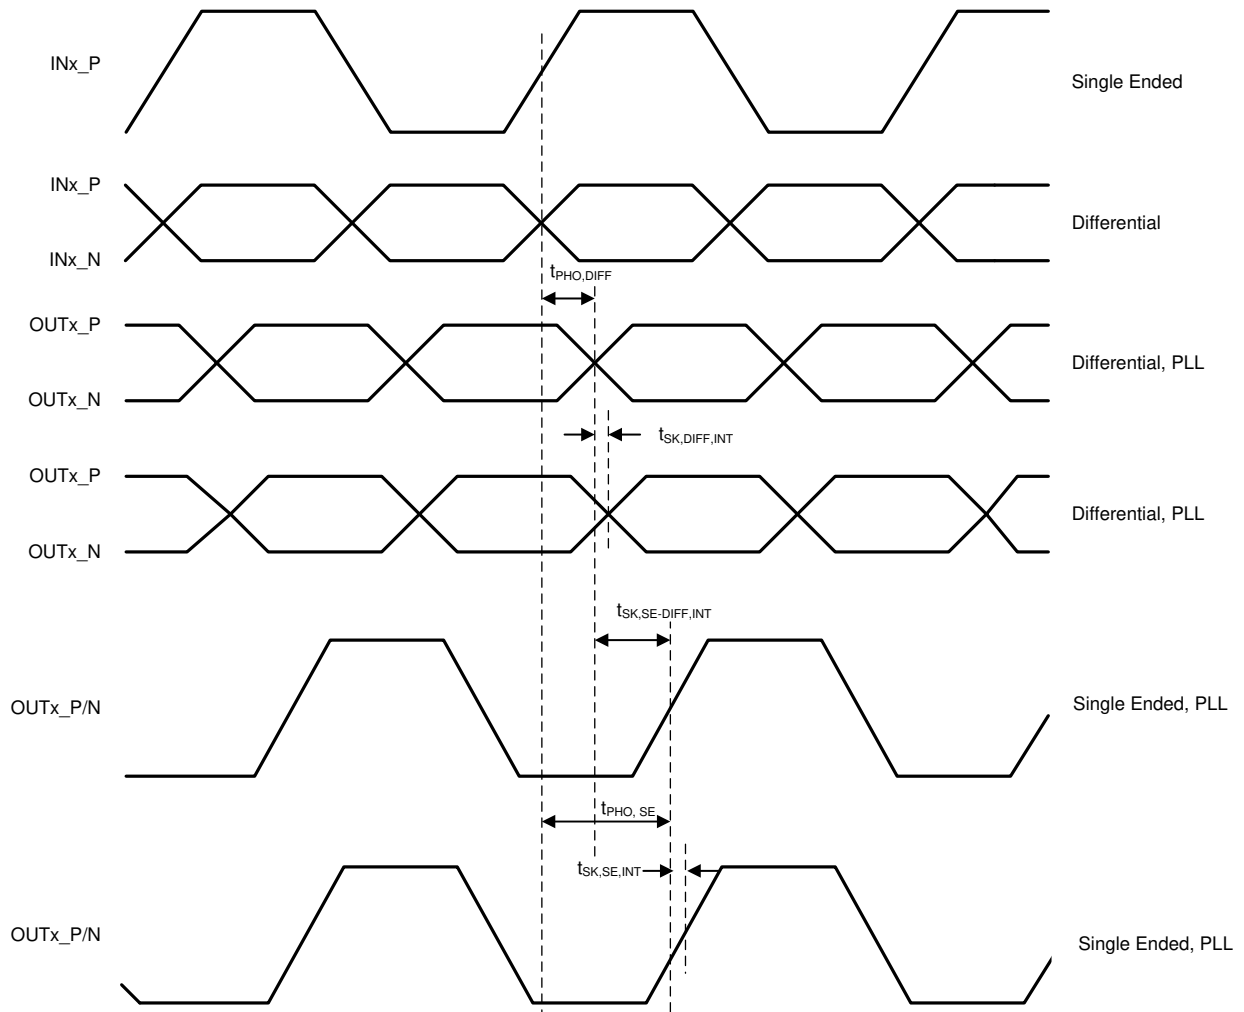 INx_P
Single Ended
INx_P
Differential
INx_N
tPHO,DIFF
OUTx_P
Differential, PLL
OUTx_N
tSK,DIFF,INT
OUTx_P
Differential, PLL
OUTx_N
tSK,SE-DIFF,INT
OUTx_P/N
Single Ended, PLL
tPHO, SE
tSK,SE,INT
OUTx_P/N
Single Ended, PLL